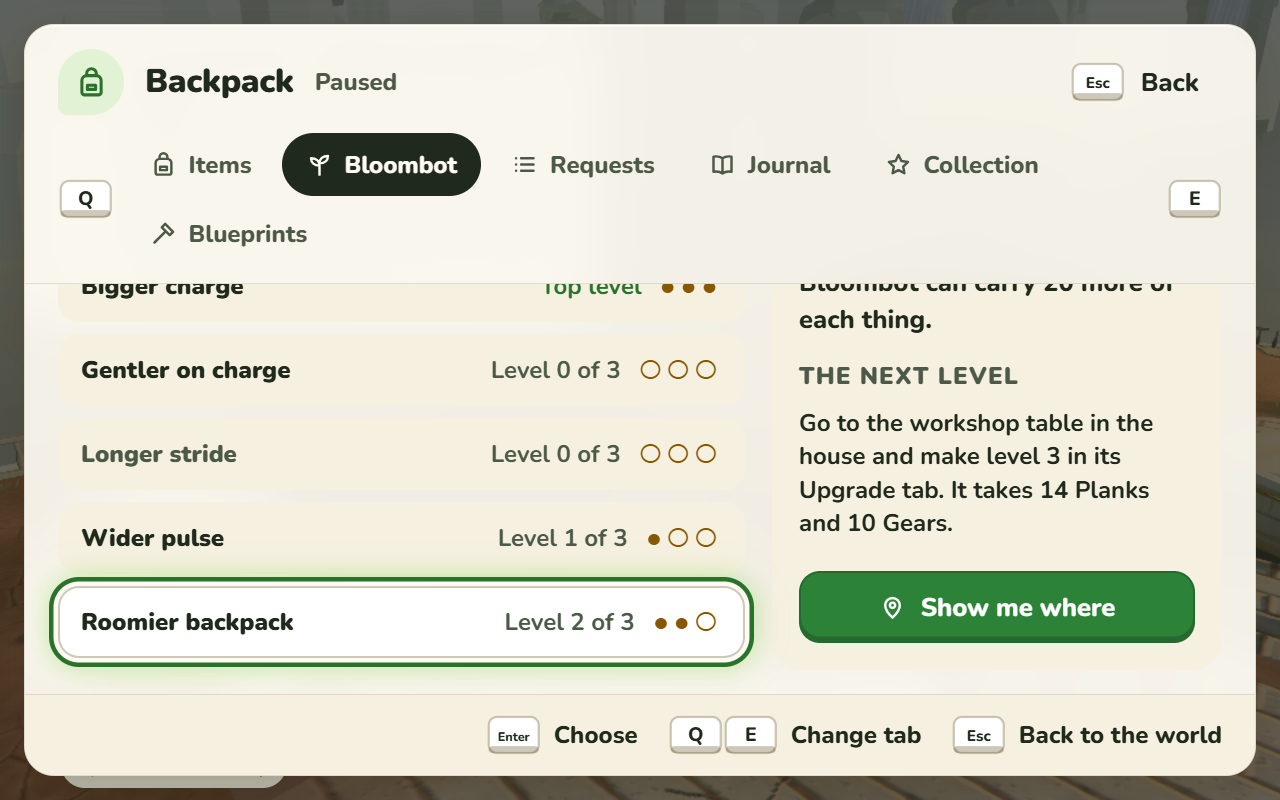 Backpack Paused
Esc Back
Items Bloombot Requests Journal Collection
Q
E
Blueprints
Bigger charge Top level
Gentler on charge Level 0 of 3
Longer stride Level 0 of 3
Wider pulse Level 1 of 3
Roomier backpack Level 2 of 3
Bloombot can carry 20 more of
each thing.
THE NEXT LEVEL
Go to the workshop table in the
house and make level 3 in its
Upgrade tab. It takes 14 Planks
and 10 Gears.
Show me where
Enter Choose Q E Change tab Esc Back to the world